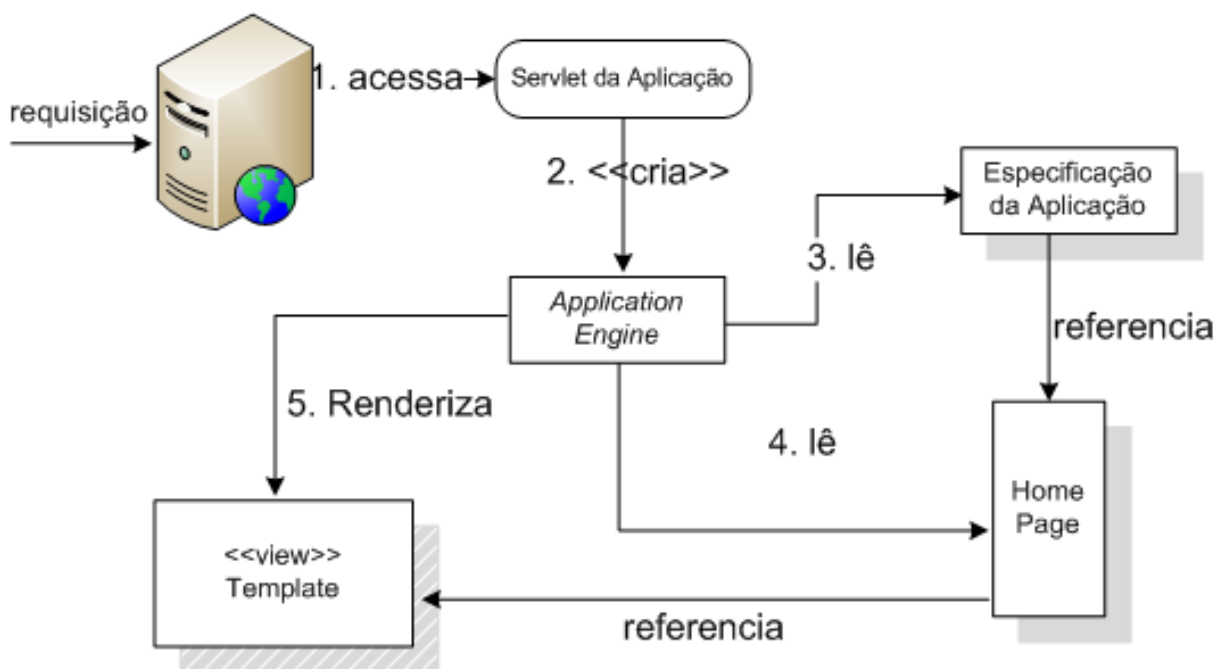 requisição
1. acessa
Servlet da Aplicação
2. <<cria>>
Especificação
da Aplicação
3. lê
Application
Engine
referencia
5. Renderiza
4. lê
Home
Page
<<view>>
Template
referencia